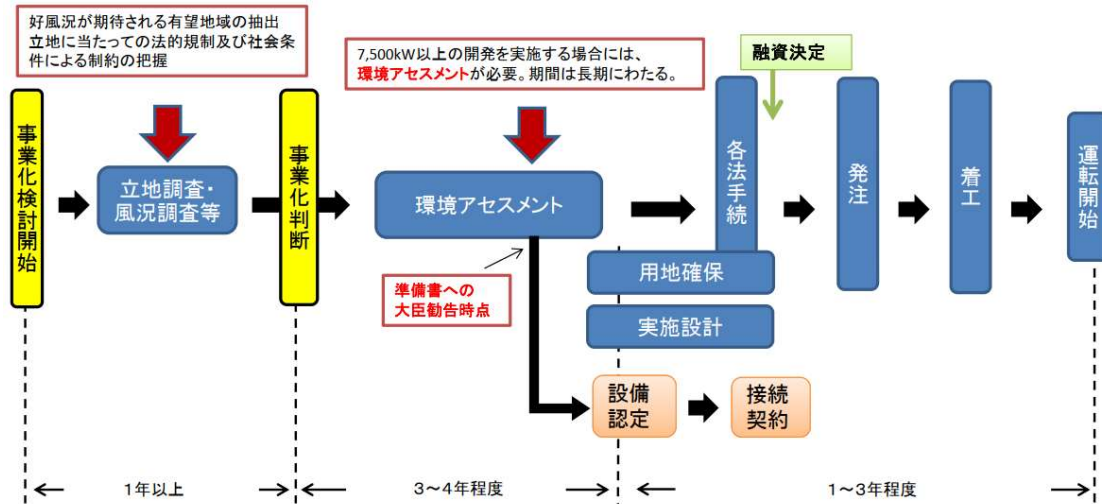 好風況が期待される有望地域の抽出
立地に当たっての法的規制及び社会条
件による制約の把握
7,500kW以上の開発を実施する場合には、
環境アセスメントが必要。期間は長期にわたる。
融資決定
事業化検討開始
立地調査・
風況調査等
事業化判断
環境アセスメント
各法手続
発注
着工
運転開始
用地確保
準備書への
大臣勧告時点
実施設計
設備
認定
接続
契約
1年以上
3～4年程度
1～3年程度